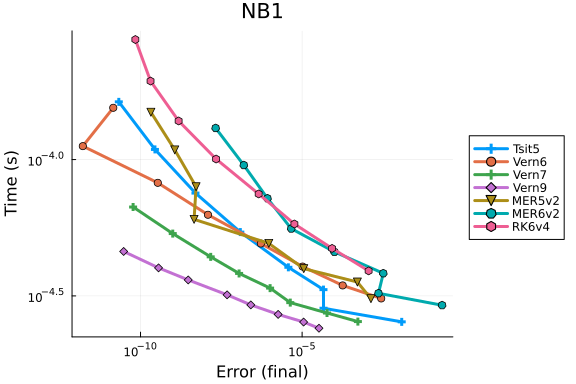 NB1
Time (s)
10⁻⁴·⁰
10⁻⁴·⁵
10⁻¹⁰
10⁻⁵
Error (final)
Tsit5
Vern6
Vern7
Vern9
MER5v2
MER6v2
RK6v4